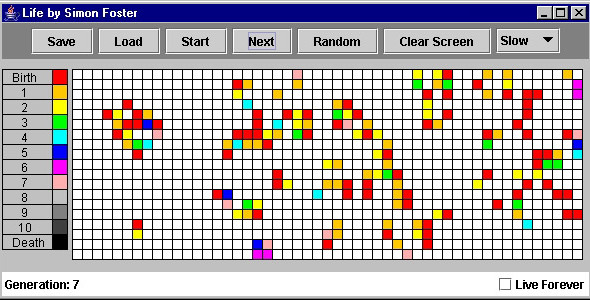 Life by Simon Foster
Save Load Start Next Random Clear Screen Slow
Birth
1
2
3
4
5
6
7
8
9
10
Death
Generation: 7 Live Forever